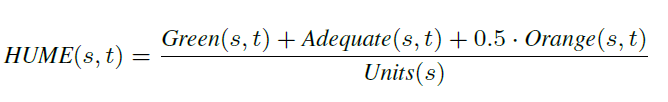 HUME(s, t) = Green(s, t) + Adequate(s, t) + 0.5 · Orange(s, t)
Units(s)